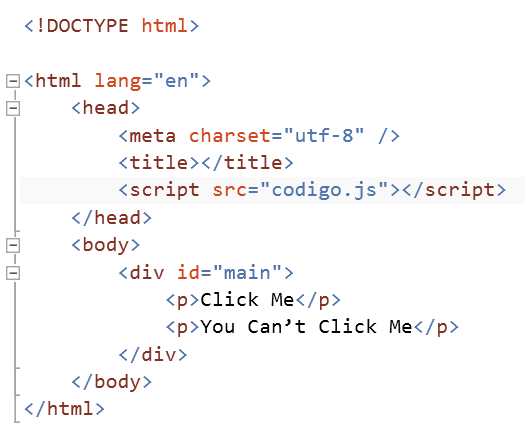 <!DOCTYPE html>
<html lang="en">
<head>
<meta charset="utf-8" />
<title></title>
<script src="codigo.js"></script>
</head>
<body>
<div id="main">
<p>Click Me</p>
<p>You Can’t Click Me</p>
</div>
</body>
</html>